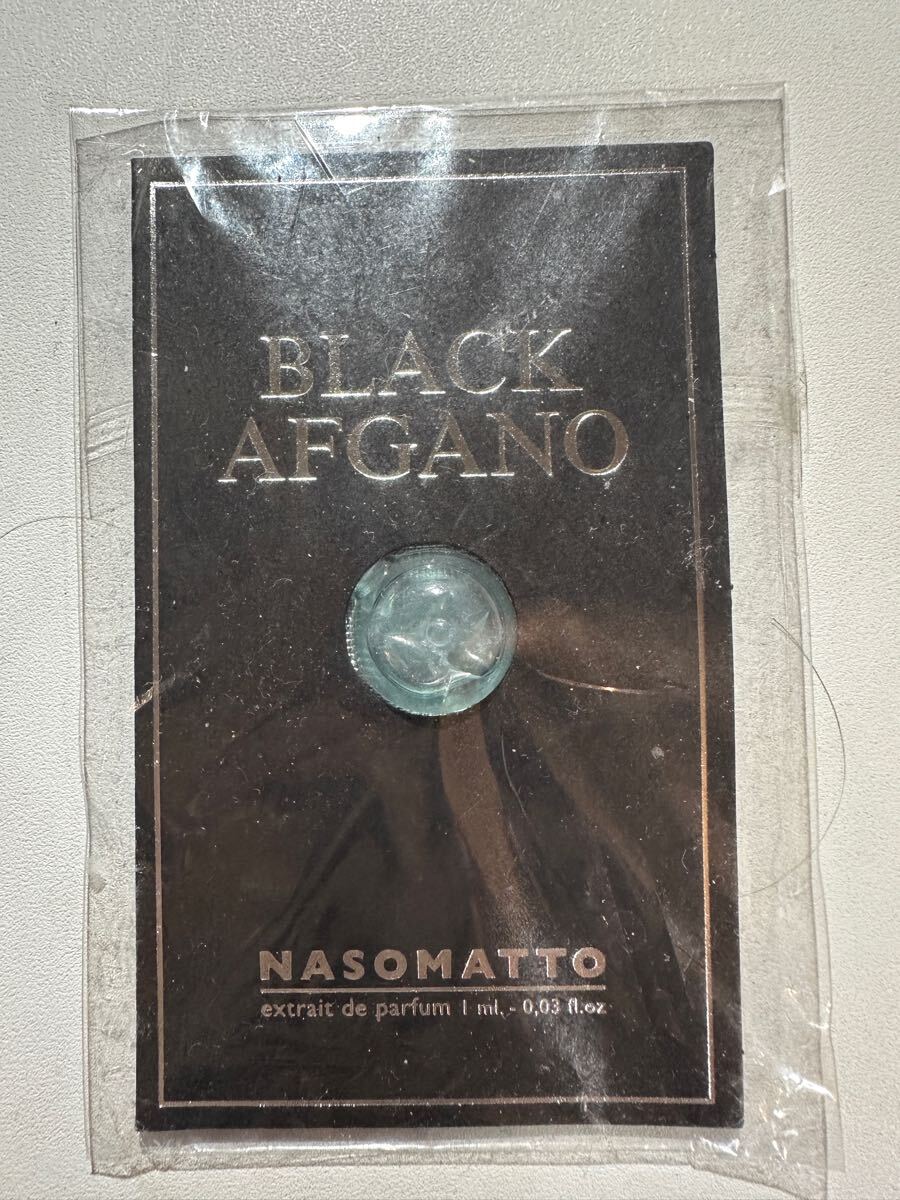 BLACK
AFGANO
NASOMATTO
extrait de parfum 1 ml. - 0,03 fl.oz